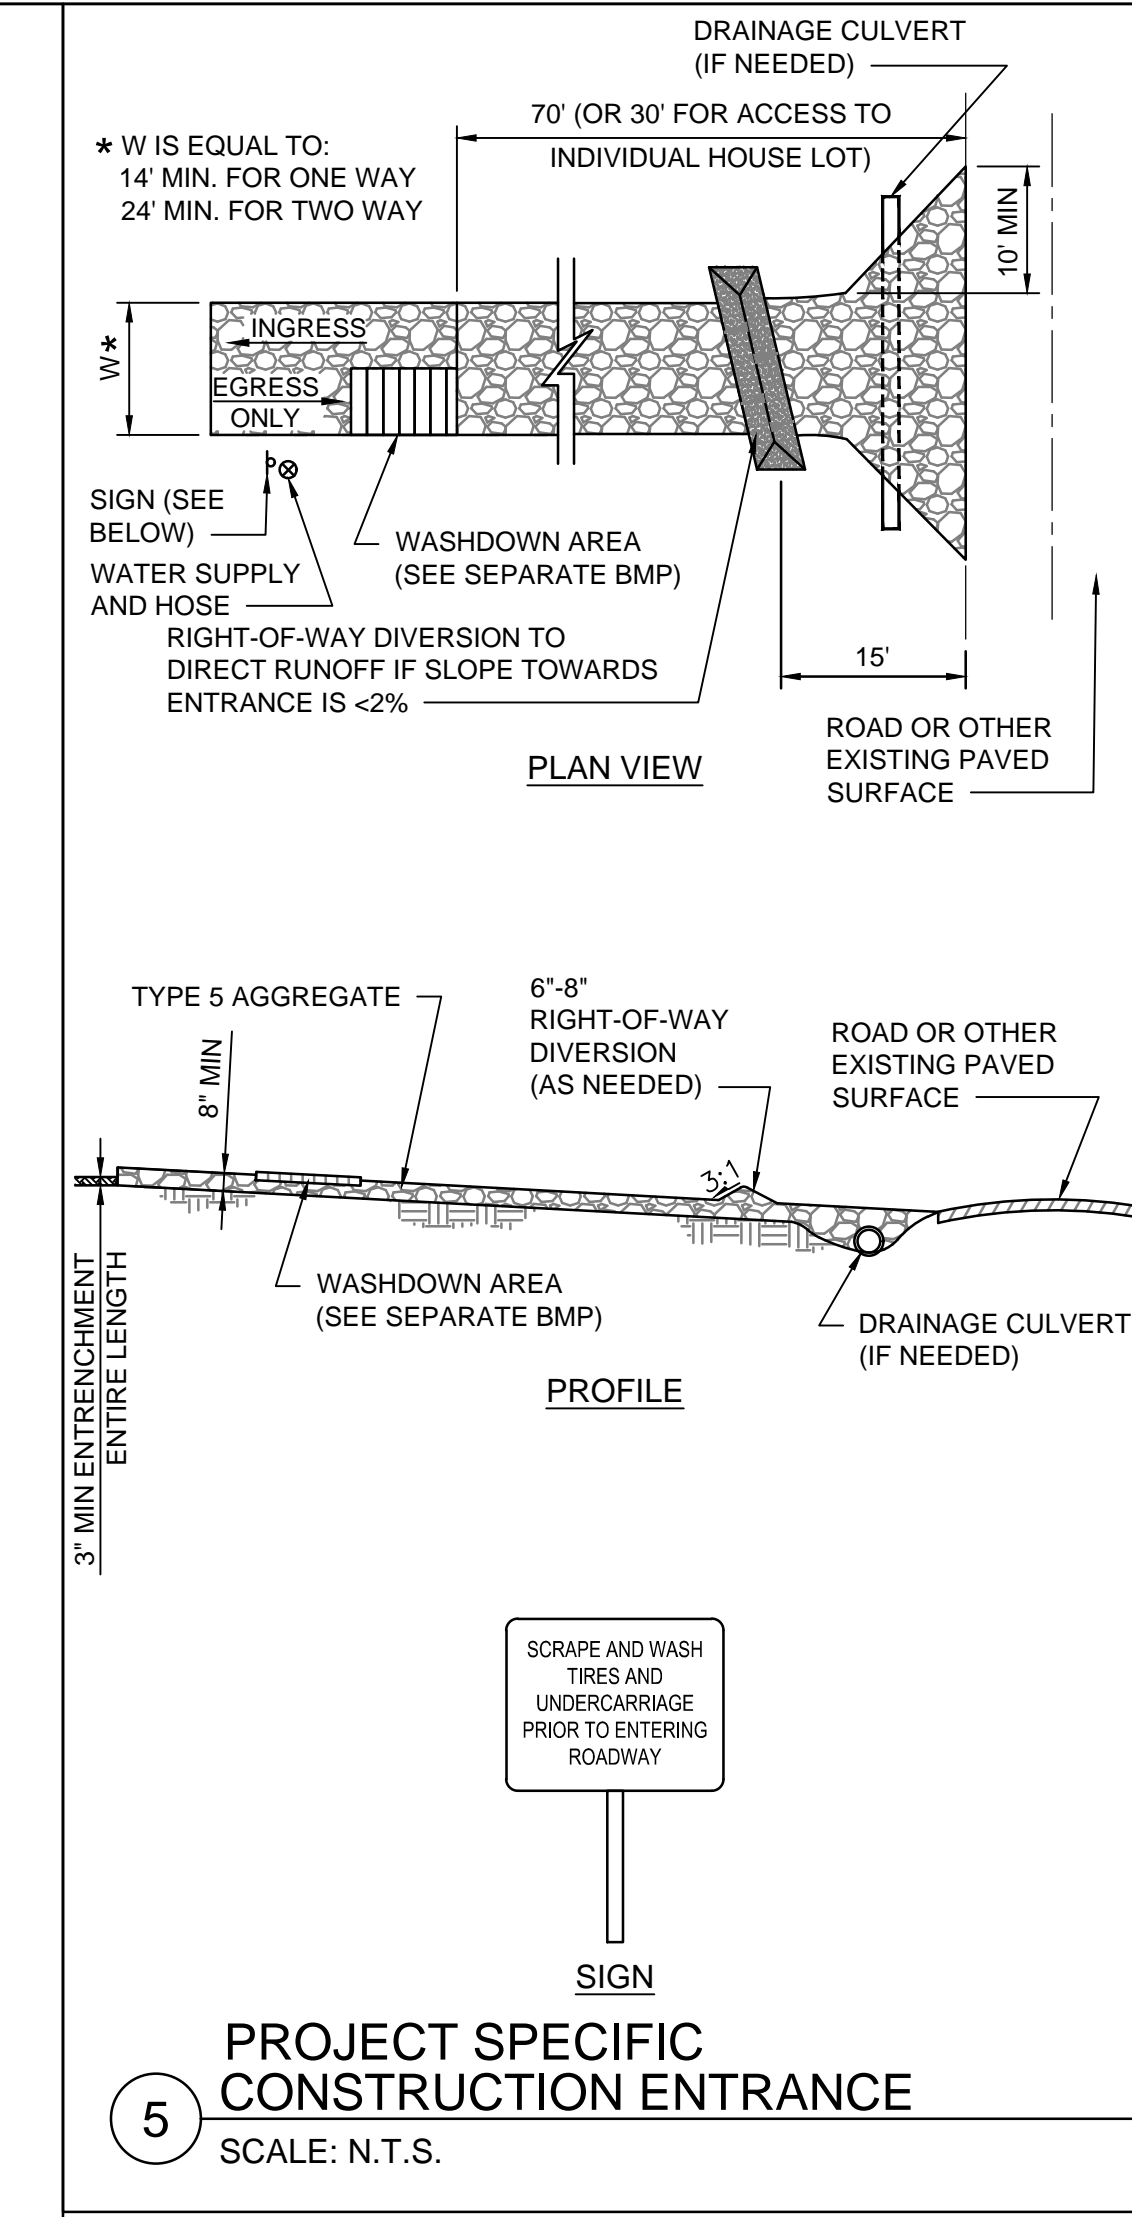 DRAINAGE CULVERT
(IF NEEDED)
70' (OR 30' FOR ACCESS TO
INDIVIDUAL HOUSE LOT)
* W IS EQUAL TO:
14' MIN. FOR ONE WAY
24' MIN. FOR TWO WAY
10' MIN
W*
INGRESS
EGRESS
ONLY
SIGN (SEE
BELOW)
WASHDOWN AREA
(SEE SEPARATE BMP)
WATER SUPPLY
AND HOSE
RIGHT-OF-WAY DIVERSION TO
DIRECT RUNOFF IF SLOPE TOWARDS
ENTRANCE IS <2%
15'
ROAD OR OTHER
EXISTING PAVED
SURFACE
PLAN VIEW
TYPE 5 AGGREGATE
6"-8"
RIGHT-OF-WAY
DIVERSION
(AS NEEDED)
ROAD OR OTHER
EXISTING PAVED
SURFACE
8" MIN
3:1
3" MIN ENTRENCHMENT
ENTIRE LENGTH
WASHDOWN AREA
(SEE SEPARATE BMP)
DRAINAGE CULVERT
(IF NEEDED)
PROFILE
SCRAPE AND WASH
TIRES AND
UNDERCARRIAGE
PRIOR TO ENTERING
ROADWAY
SIGN
5
PROJECT SPECIFIC
CONSTRUCTION ENTRANCE
SCALE: N.T.S.